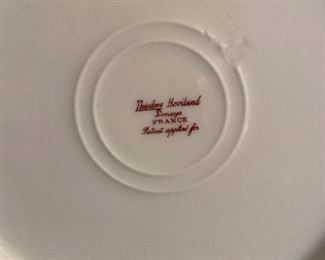 Theodore Haviland
Limoges
FRANCE
Patent applied for